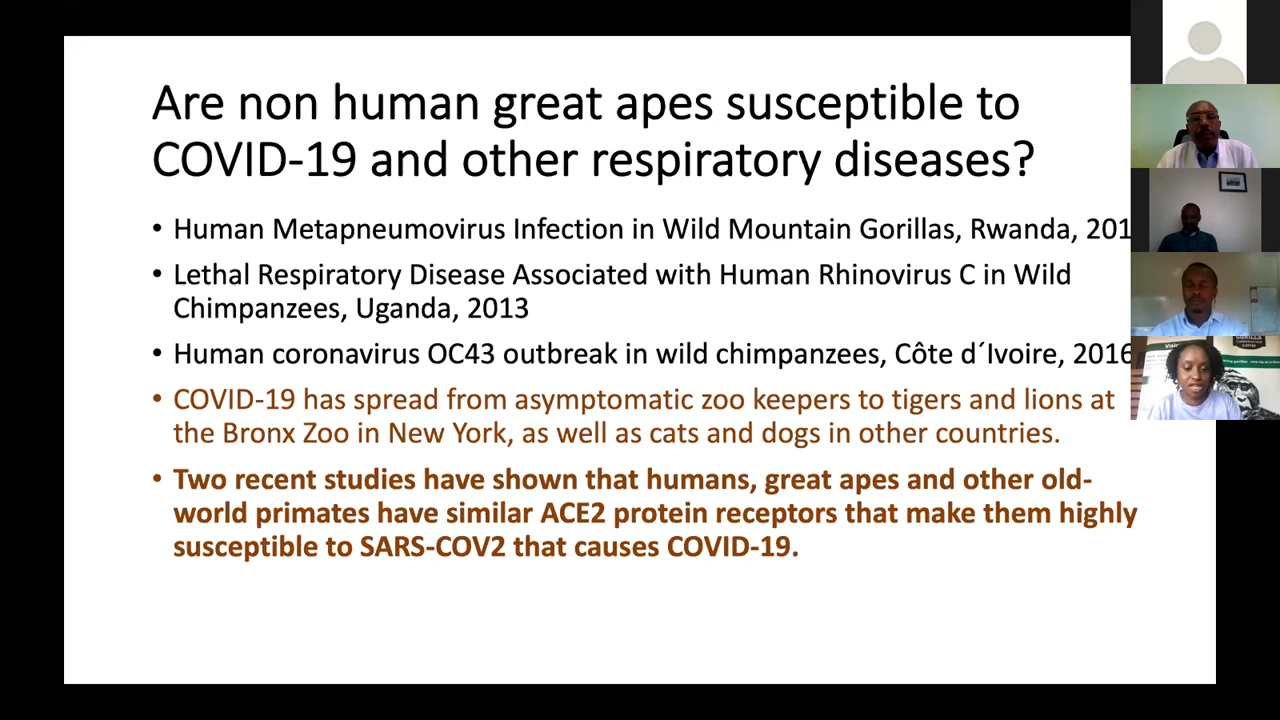 Are non human great apes susceptible to
COVID-19 and other respiratory diseases?
• Human Metapneumovirus Infection in Wild Mountain Gorillas, Rwanda, 201
• Lethal Respiratory Disease Associated with Human Rhinovirus C in Wild
Chimpanzees, Uganda, 2013
• Human coronavirus OC43 outbreak in wild chimpanzees, Côte d´Ivoire, 2016
• COVID-19 has spread from asymptomatic zoo keepers to tigers and lions at
the Bronx Zoo in New York, as well as cats and dogs in other countries.
• Two recent studies have shown that humans, great apes and other old-
world primates have similar ACE2 protein receptors that make them highly
susceptible to SARS-COV2 that causes COVID-19.
GORILLA
CONSERVATION
COFFEE